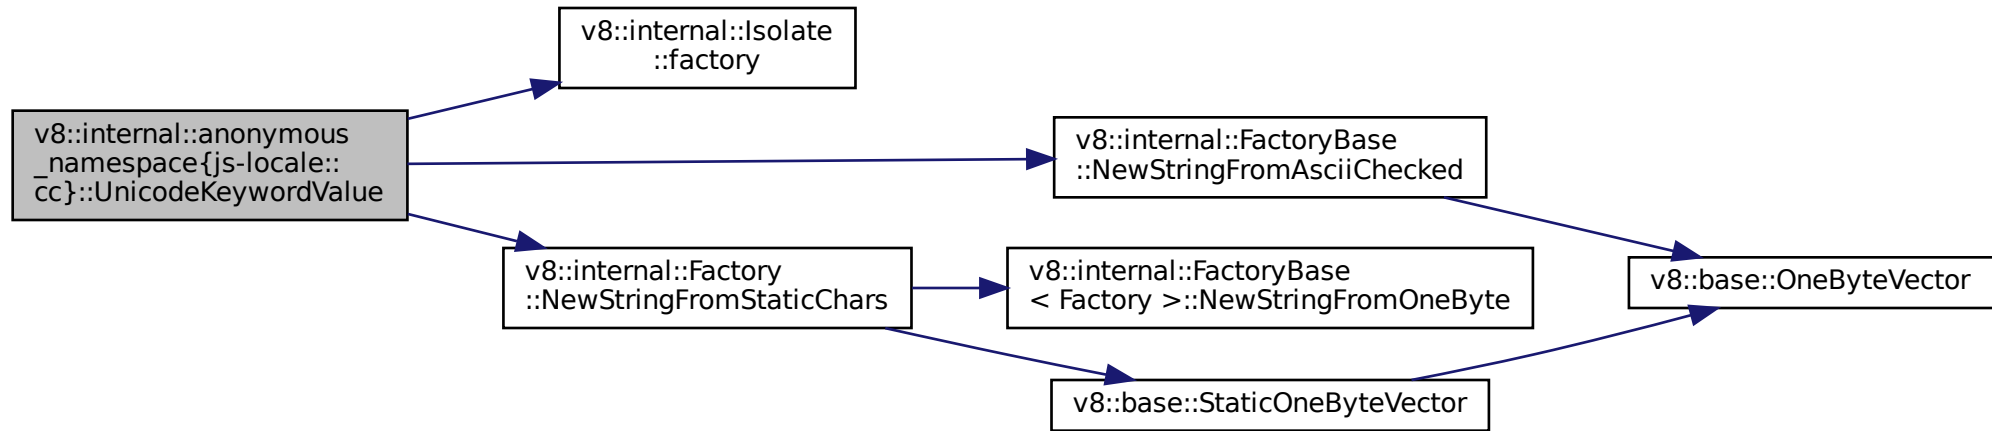 v8::internal::Isolate
::factory
v8::internal::anonymous
_namespace{js-locale::
cc}::UnicodeKeywordValue
v8::internal::FactoryBase
::NewStringFromAsciiChecked
v8::internal::Factory
::NewStringFromStaticChars
v8::internal::FactoryBase
< Factory >::NewStringFromOneByte
v8::base::OneByteVector
v8::base::StaticOneByteVector